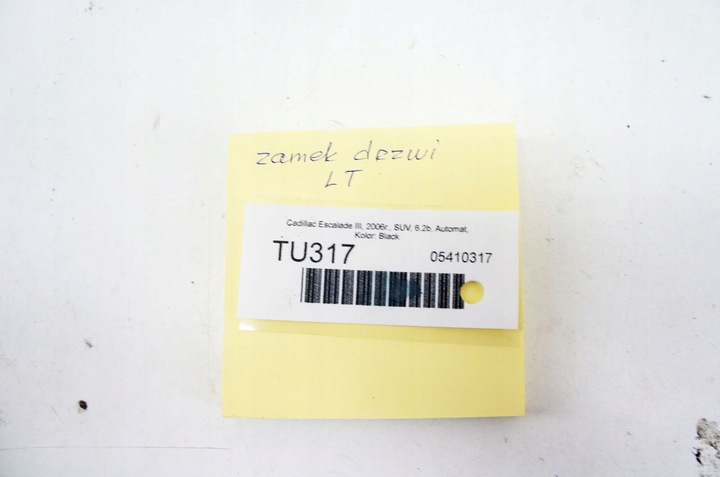 zamek drzwi
LT
Cadillac Escalade III, 2006r., SUV, 6.2b, Automat,
Kolor: Black
TU317 05410317